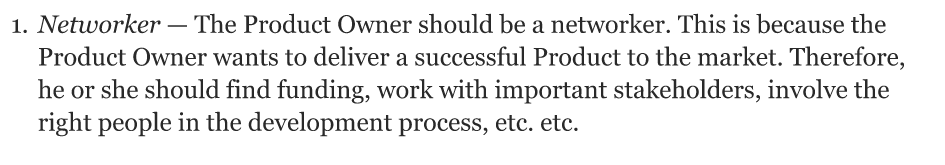 1. Networker — The Product Owner should be a networker. This is because the
Product Owner wants to deliver a successful Product to the market. Therefore,
he or she should find funding, work with important stakeholders, involve the
right people in the development process, etc. etc.